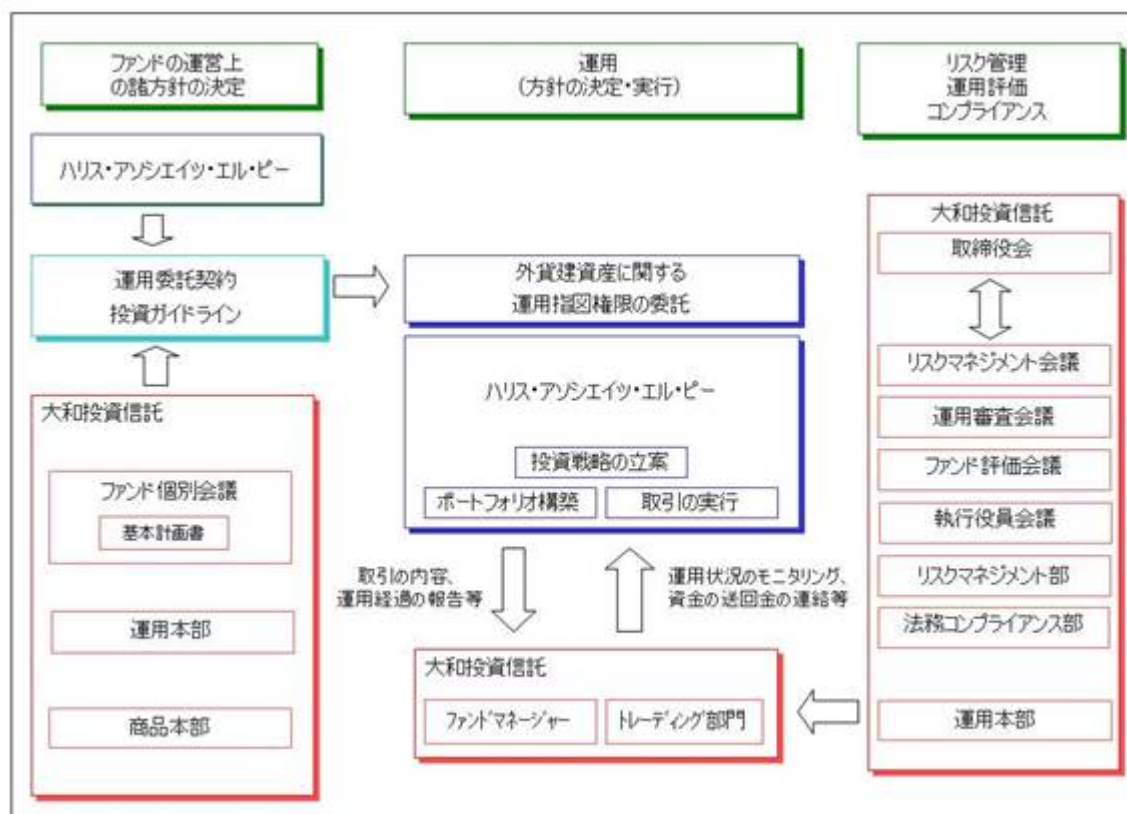 ファンドの運営上
の諸方針の決定
運用
(方針の決定・実行)
リスク管理
運用評価
コンプライアンス
ハリス・アソシエイツ・エル・ピー
運用委託契約
投資ガイドライン
外貨建資産に関する
運用指図権限の委託
大和投資信託
ファンド個別会議
基本計画書
運用本部
商品本部
ハリス・アソシエイツ・エル・ピー
投資戦略の立案
ポートフォリオ構築
取引の実行
取引の内容、
運用経過の報告等
運用状況のモニタリング、
資金の送回金の連絡等
大和投資信託
ファンドマネージャー
トレーディング部門
大和投資信託
取締役会
リスクマネジメント会議
運用審査会議
ファンド評価会議
執行役員会議
リスクマネジメント部
法務コンプライアンス部
運用本部